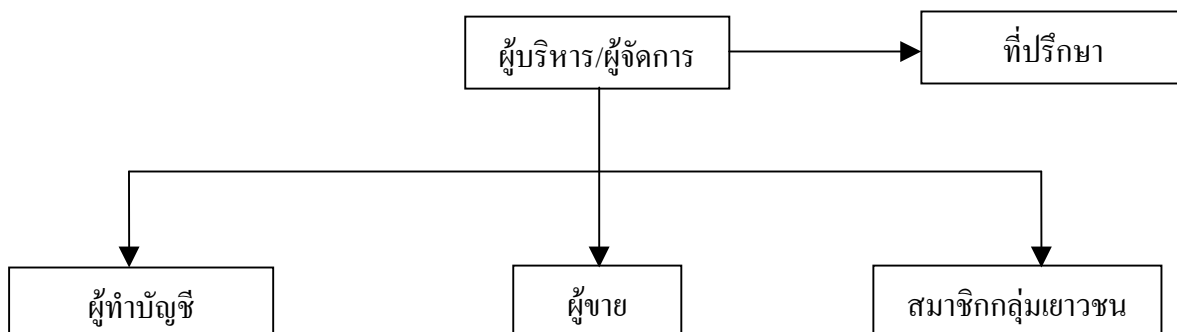 ผู้บริหาร/ผู้จัดการ
ที่ปรึกษา
ผู้ทำบัญชี
ผู้ขาย
สมาชิกกลุ่มเยาวชน